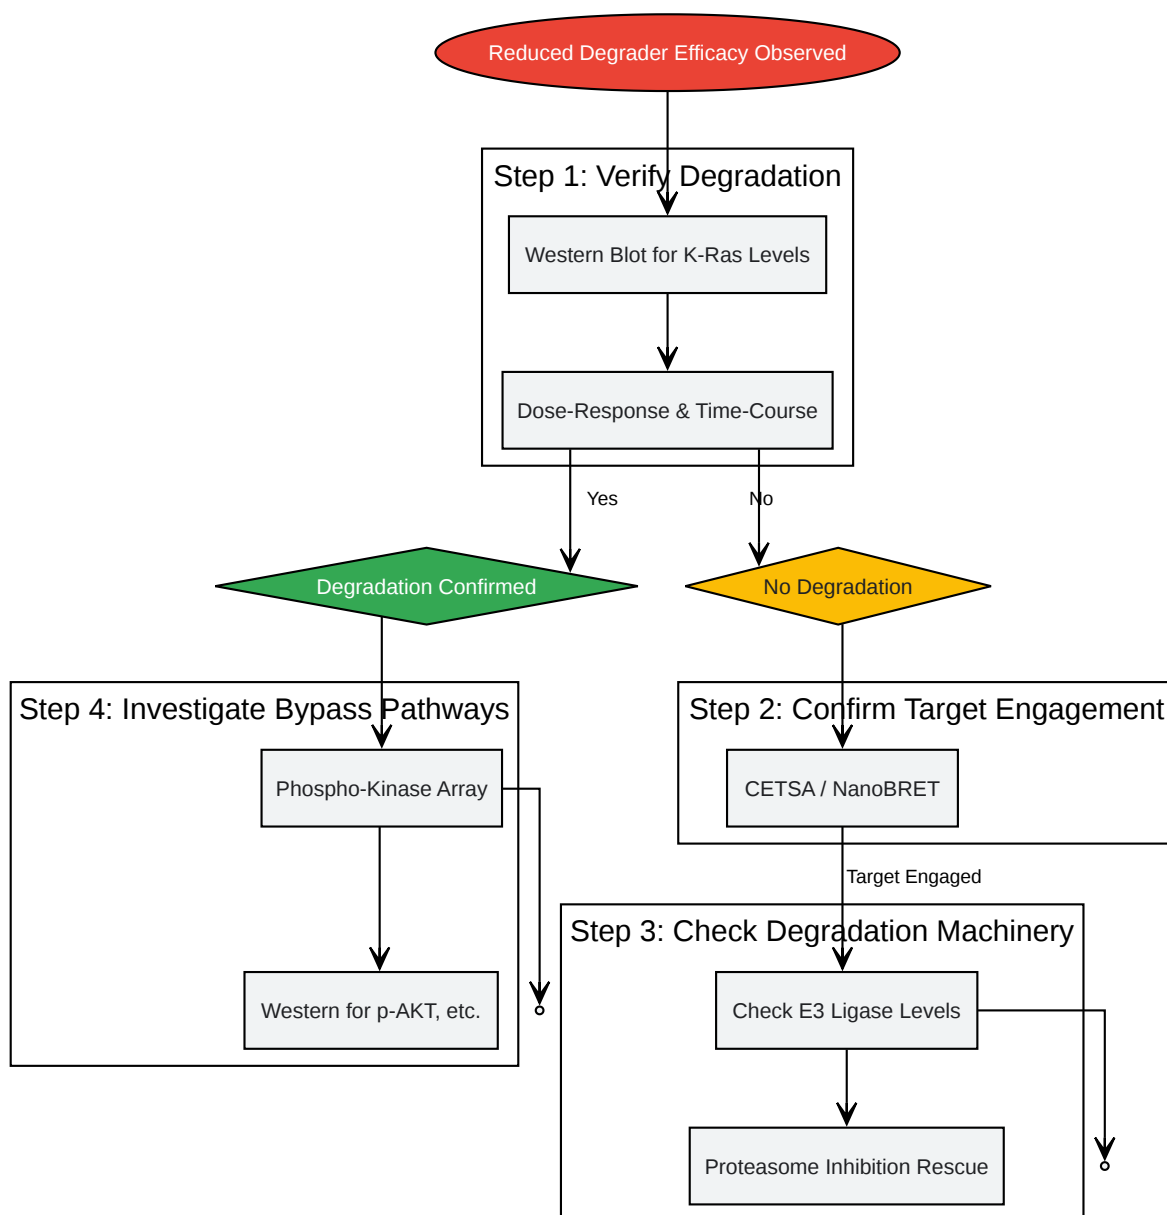 Reduced Degrader Efficacy Observed
Step 1: Verify Degradation
Western Blot for K-Ras Levels
Dose-Response & Time-Course
Yes
No
Degradation Confirmed
No Degradation
Step 4: Investigate Bypass Pathways
Step 2: Confirm Target Engagement
Phospho-Kinase Array
CETSA / NanoBRET
Target Engaged
Step 3: Check Degradation Machinery
Western for p-AKT, etc.
Check E3 Ligase Levels
Proteasome Inhibition Rescue